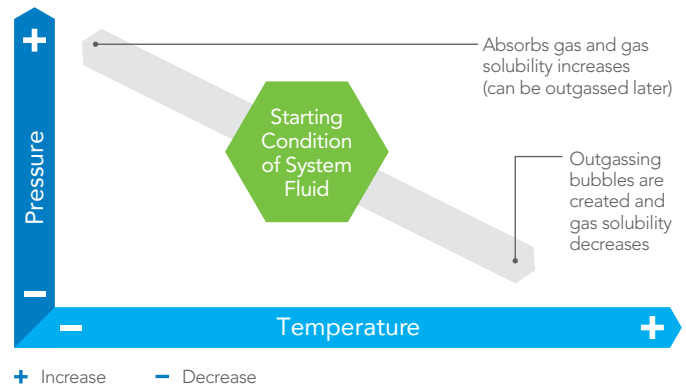 +
Absorbs gas and gas
solubility increases
(can be outgassed later)
Starting
Condition
of System
Fluid
Pressure
Outgassing
bubbles are
created and
gas solubility
decreases
−
− Temperature +
+ Increase − Decrease